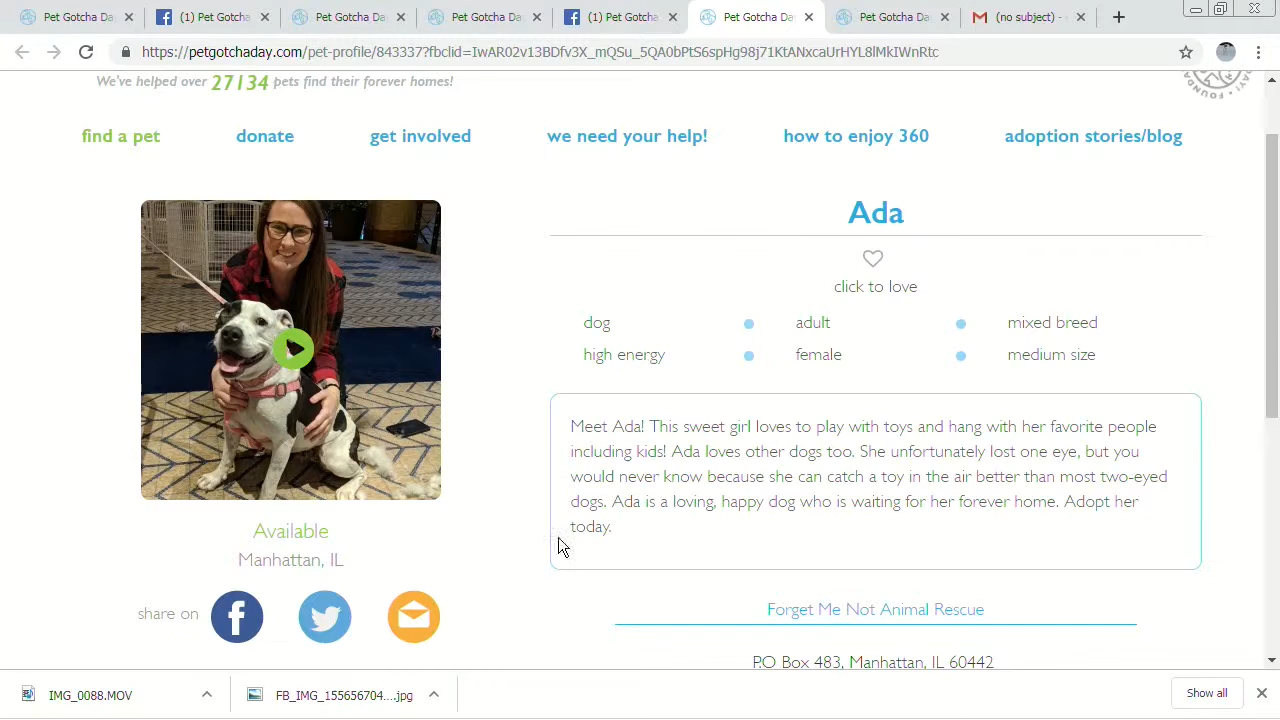 Pet Gotcha Da
(1) Pet Gotcha
Pet Gotcha Da
Pet Gotcha Da
(1) Pet Gotcha
Pet Gotcha Da
Pet Gotcha Da
(no subject) -
https://petgotchaday.com/pet-profile/843337?fbclid=IwAR02v13BDfv3X_mQSu_5QA0bPtS6spHg98j71KtANxcaUrHYL8lMkIWnRtc
We've helped over 27134 pets find their forever homes!
FOUNDA
find a pet
donate
get involved
we need your help!
how to enjoy 360
adoption stories/blog
Ada
click to love
dog
adult
mixed breed
high energy
female
medium size
Meet Ada! This sweet girl loves to play with toys and hang with her favorite people
including kids! Ada loves other dogs too. She unfortunately lost one eye, but you
would never know because she can catch a toy in the air better than most two-eyed
dogs. Ada is a loving, happy dog who is waiting for her forever home. Adopt her
today.
Available
Manhattan, IL
share on
Forget Me Not Animal Rescue
P.O Box 483, Manhattan, IL 60442
IMG_0088.MOV
FB_IMG_155656704....jpg
Show all